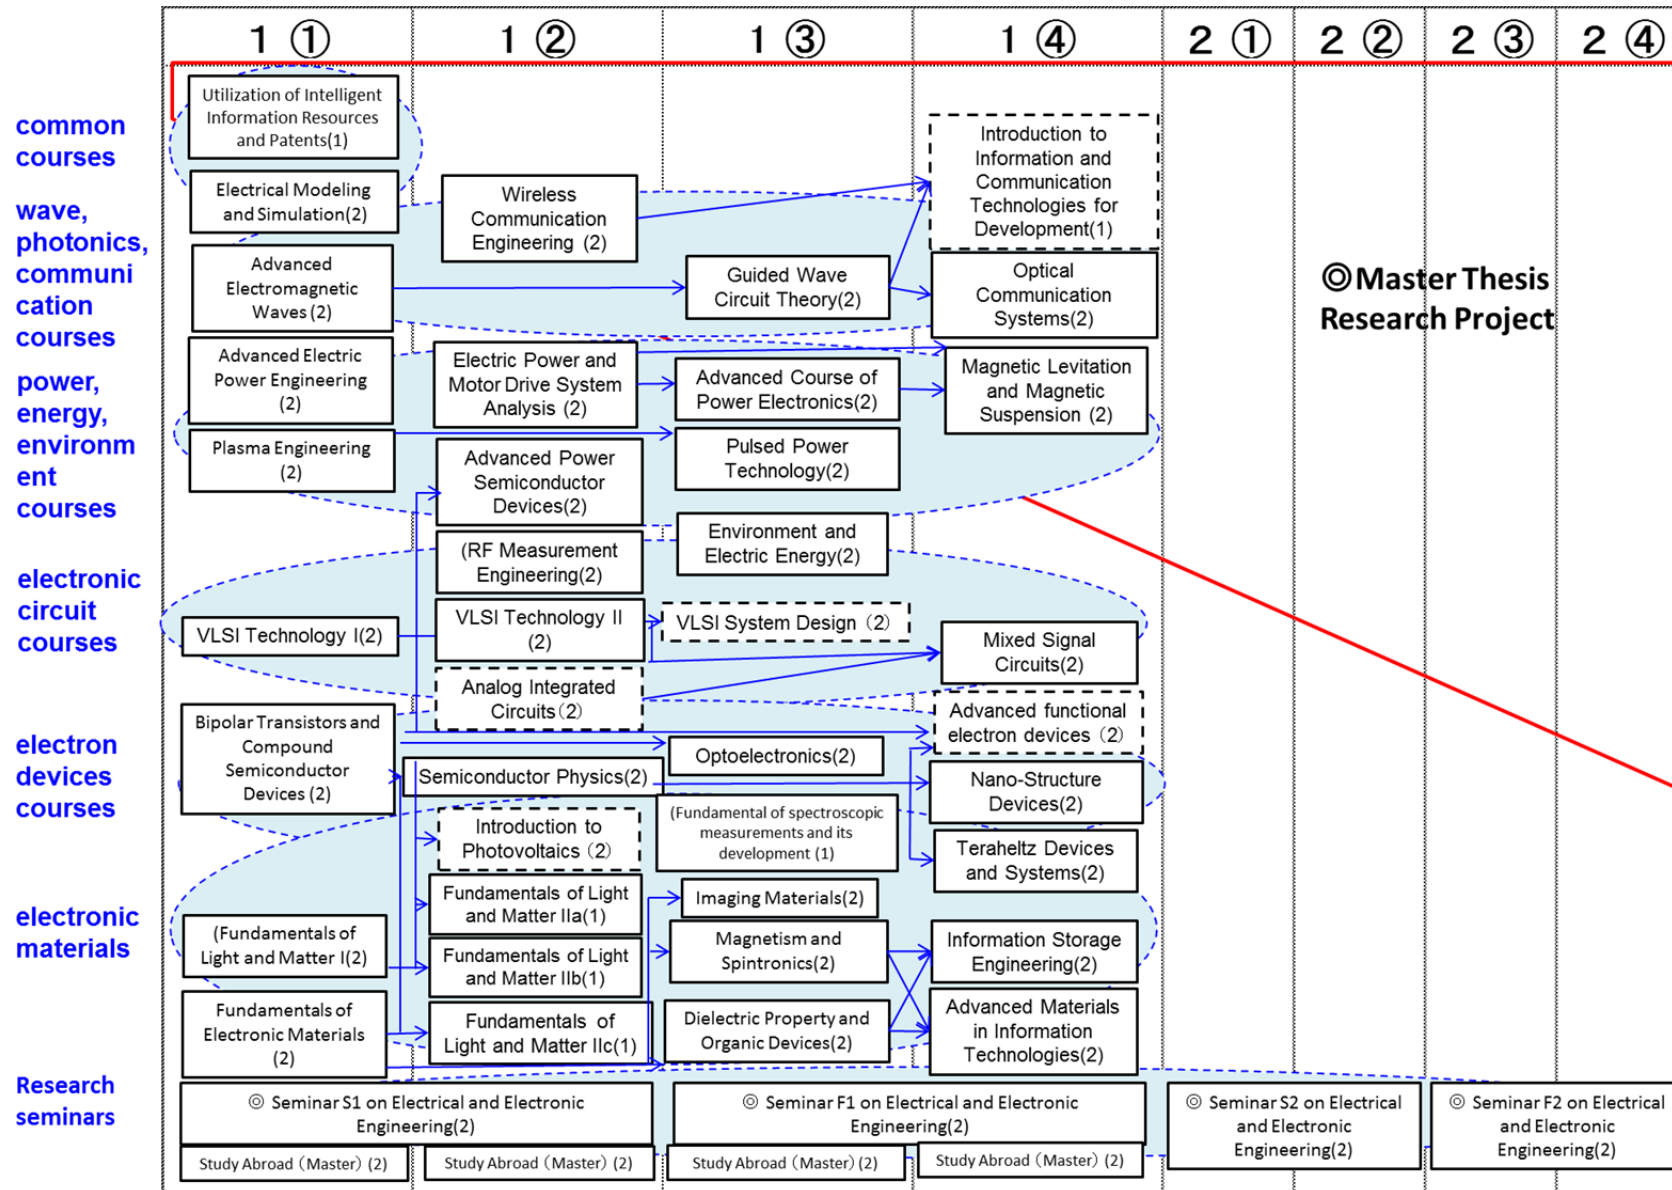 1 ①
1 ②
1 ③
1 ④
2 ①
2 ②
2 ③
2 ④
common
courses
Utilization of Intelligent
Information Resources
and Patents(1)
Electrical Modeling
and Simulation(2)
Introduction to
Information and
Communication
Technologies for
Development(1)
wave,
photonics,
communi
cation
courses
Wireless
Communication
Engineering (2)
Advanced
Electromagnetic
Waves (2)
Guided Wave
Circuit Theory(2)
Optical
Communication
Systems(2)
◎Master Thesis
Research Project
power,
energy,
environm
ent
courses
Advanced Electric
Power Engineering
(2)
Electric Power and
Motor Drive System
Analysis (2)
Advanced Course of
Power Electronics(2)
Magnetic Levitation
and Magnetic
Suspension (2)
Plasma Engineering
(2)
Advanced Power
Semiconductor
Devices(2)
Pulsed Power
Technology(2)
Environment and
Electric Energy(2)
electronic
circuit
courses
(RF Measurement
Engineering(2)
VLSI Technology I(2)
VLSI Technology II
(2)
VLSI System Design（2）
Mixed Signal
Circuits(2)
Analog Integrated
Circuits（2）
electron
devices
courses
Bipolar Transistors and
Compound
Semiconductor
Devices (2)
Semiconductor Physics(2)
Optoelectronics(2)
Advanced functional
electron devices（2）
Nano-Structure
Devices(2)
Introduction to
Photovoltaics（2）
(Fundamental of spectroscopic
measurements and its
development (1)
Teraheltz Devices
and Systems(2)
electronic
materials
(Fundamentals of
Light and Matter I(2)
Fundamentals of Light
and Matter IIa(1)
Fundamentals of Light
and Matter IIb(1)
Imaging Materials(2)
Magnetism and
Spintronics(2)
Information Storage
Engineering(2)
Fundamentals of
Electronic Materials
(2)
Fundamentals of
Light and Matter IIc(1)
Dielectric Property and
Organic Devices(2)
Advanced Materials
in Information
Technologies(2)
Research
seminars
◎ Seminar S1 on Electrical and Electronic
Engineering(2)
◎ Seminar F1 on Electrical and Electronic
Engineering(2)
◎ Seminar S2 on Electrical
and Electronic
Engineering(2)
◎ Seminar F2 on Electrical
and Electronic
Engineering(2)
Study Abroad（Master）(2)
Study Abroad（Master）(2)
Study Abroad（Master）(2)
Study Abroad（Master）(2)